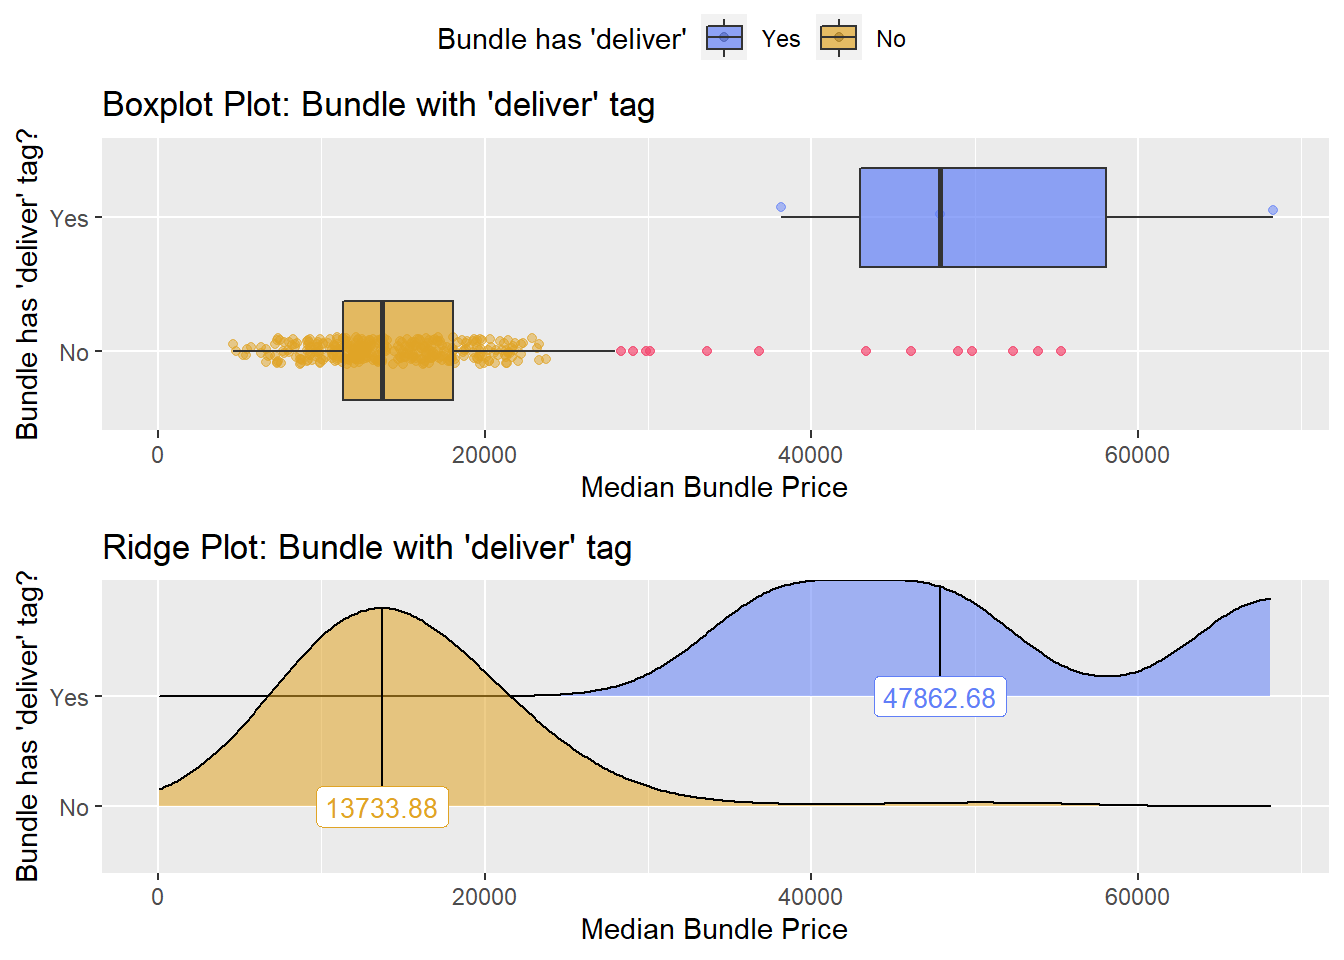 Bundle has 'deliver' Yes No
Boxplot Plot: Bundle with 'deliver' tag
Bundle has 'deliver' tag?
Yes
No
0 20000 40000 60000
Median Bundle Price
Ridge Plot: Bundle with 'deliver' tag
Bundle has 'deliver' tag?
Yes
47862.68
No
13733.88
0 20000 40000 60000
Median Bundle Price